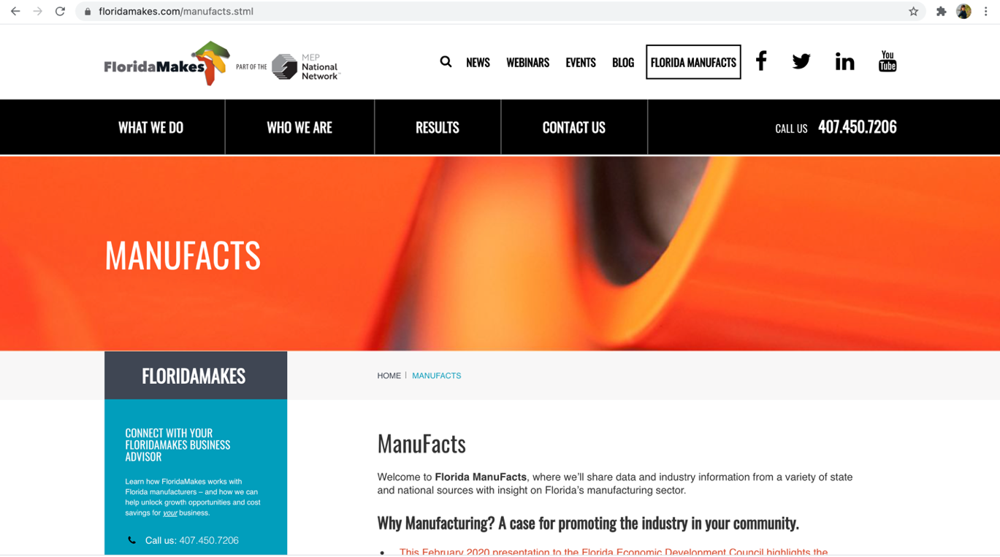 floridamakes.com/manufacts.stml
FloridaMakes PART OF THE MEP National Network™
NEWS WEBINARS EVENTS BLOG FLORIDA MANUFACTS You Tube
WHAT WE DO WHO WE ARE RESULTS CONTACT US CALL US 407.450.7206
MANUFACTS
FLORIDAMAKES
HOME | MANUFACTS
CONNECT WITH YOUR
FLORIDAMAKES BUSINESS
ADVISOR
Learn how FloridaMakes works with
Florida manufacturers – and how we can
help unlock growth opportunities and cost
savings for your business.
Call us: 407.450.7206
ManuFacts
Welcome to Florida ManuFacts, where we’ll share data and industry information from a variety of state
and national sources with insight on Florida’s manufacturing sector.
Why Manufacturing? A case for promoting the industry in your community.
• This February 2020 presentation to the Florida Economic Development Council highlights the